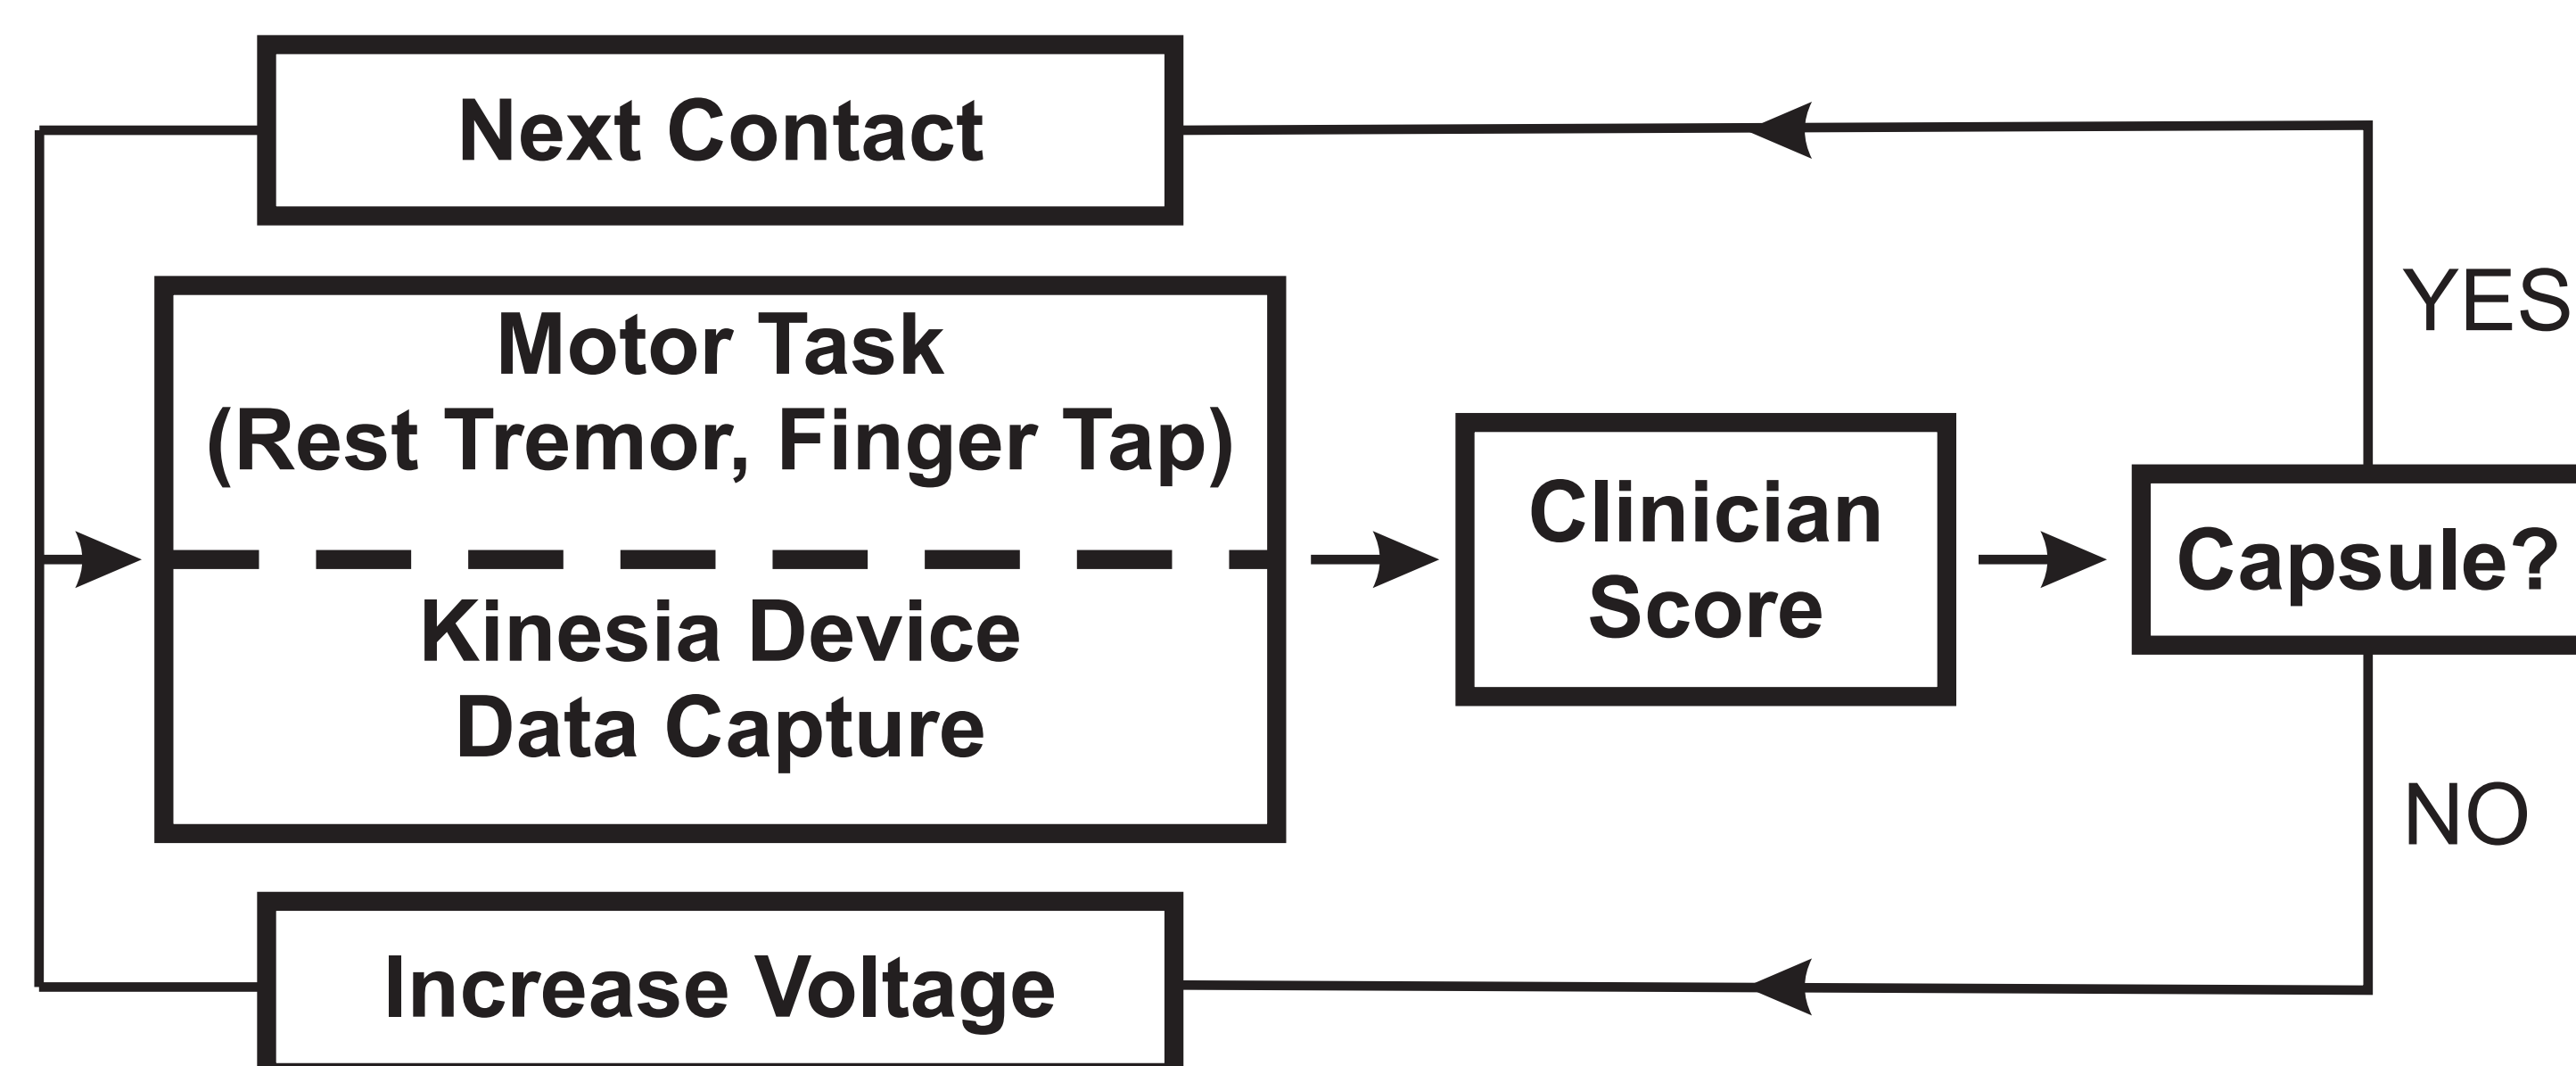 Next Contact
Motor Task
(Rest Tremor, Finger Tap)
Kinesia Device
Data Capture
Clinician
Score
Capsule?
YES
NO
Increase Voltage